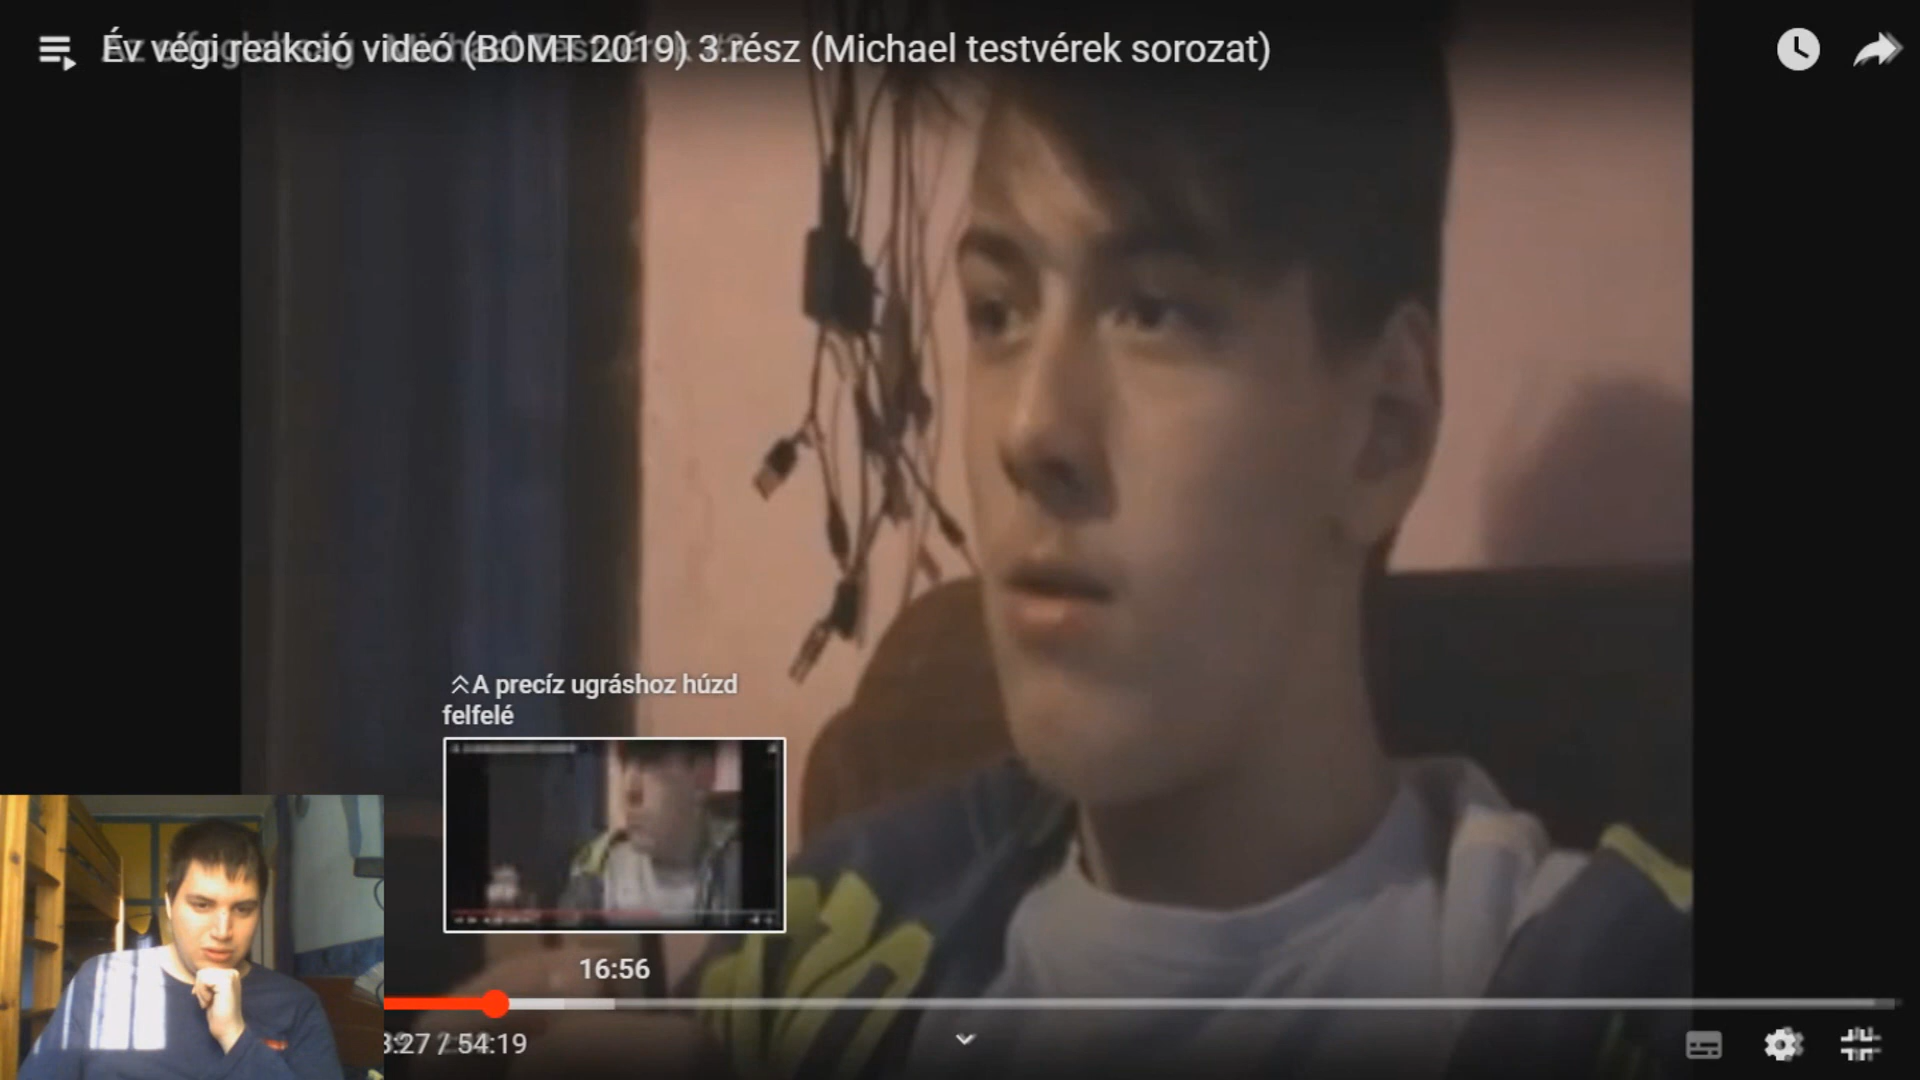 Év végi reakció videó (BOMT 2019) 3.rész (Michael testvérek sorozat)
A precíz ugráshoz húzd
felfelé
16:56
3:27 / 54:19